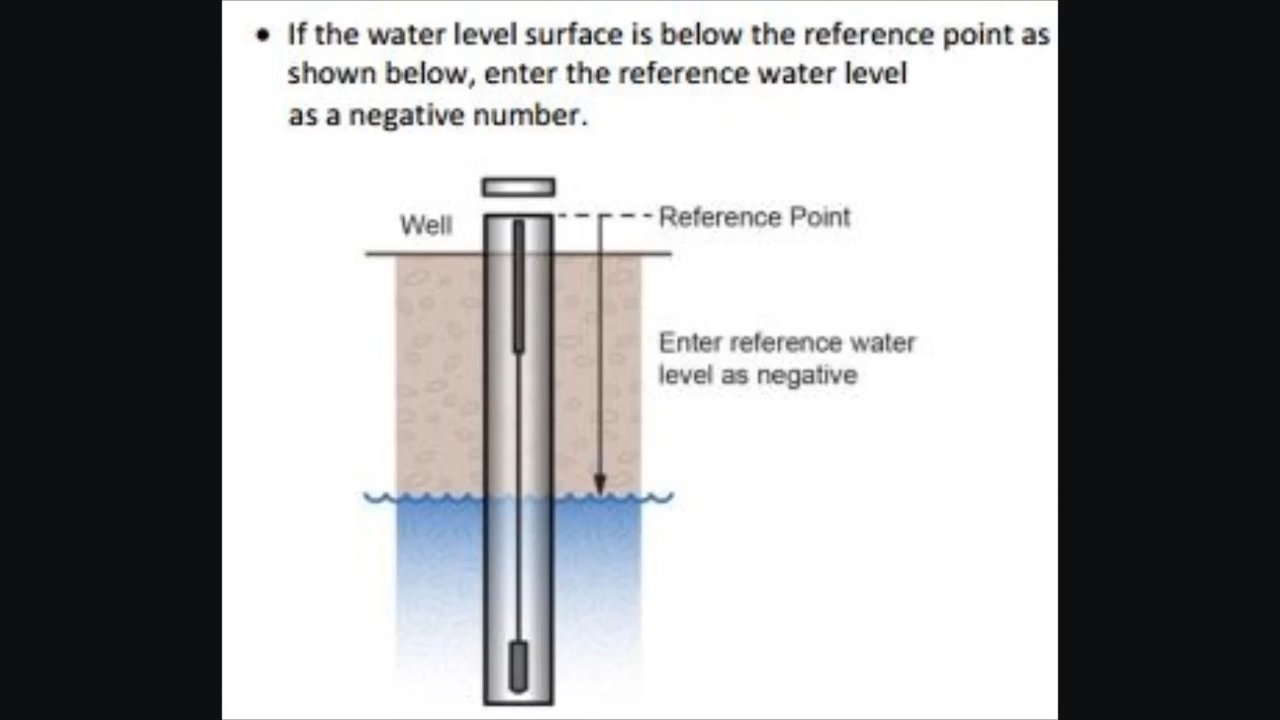 • If the water level surface is below the reference point as
shown below, enter the reference water level
as a negative number.
Well
Reference Point
Enter reference water
level as negative